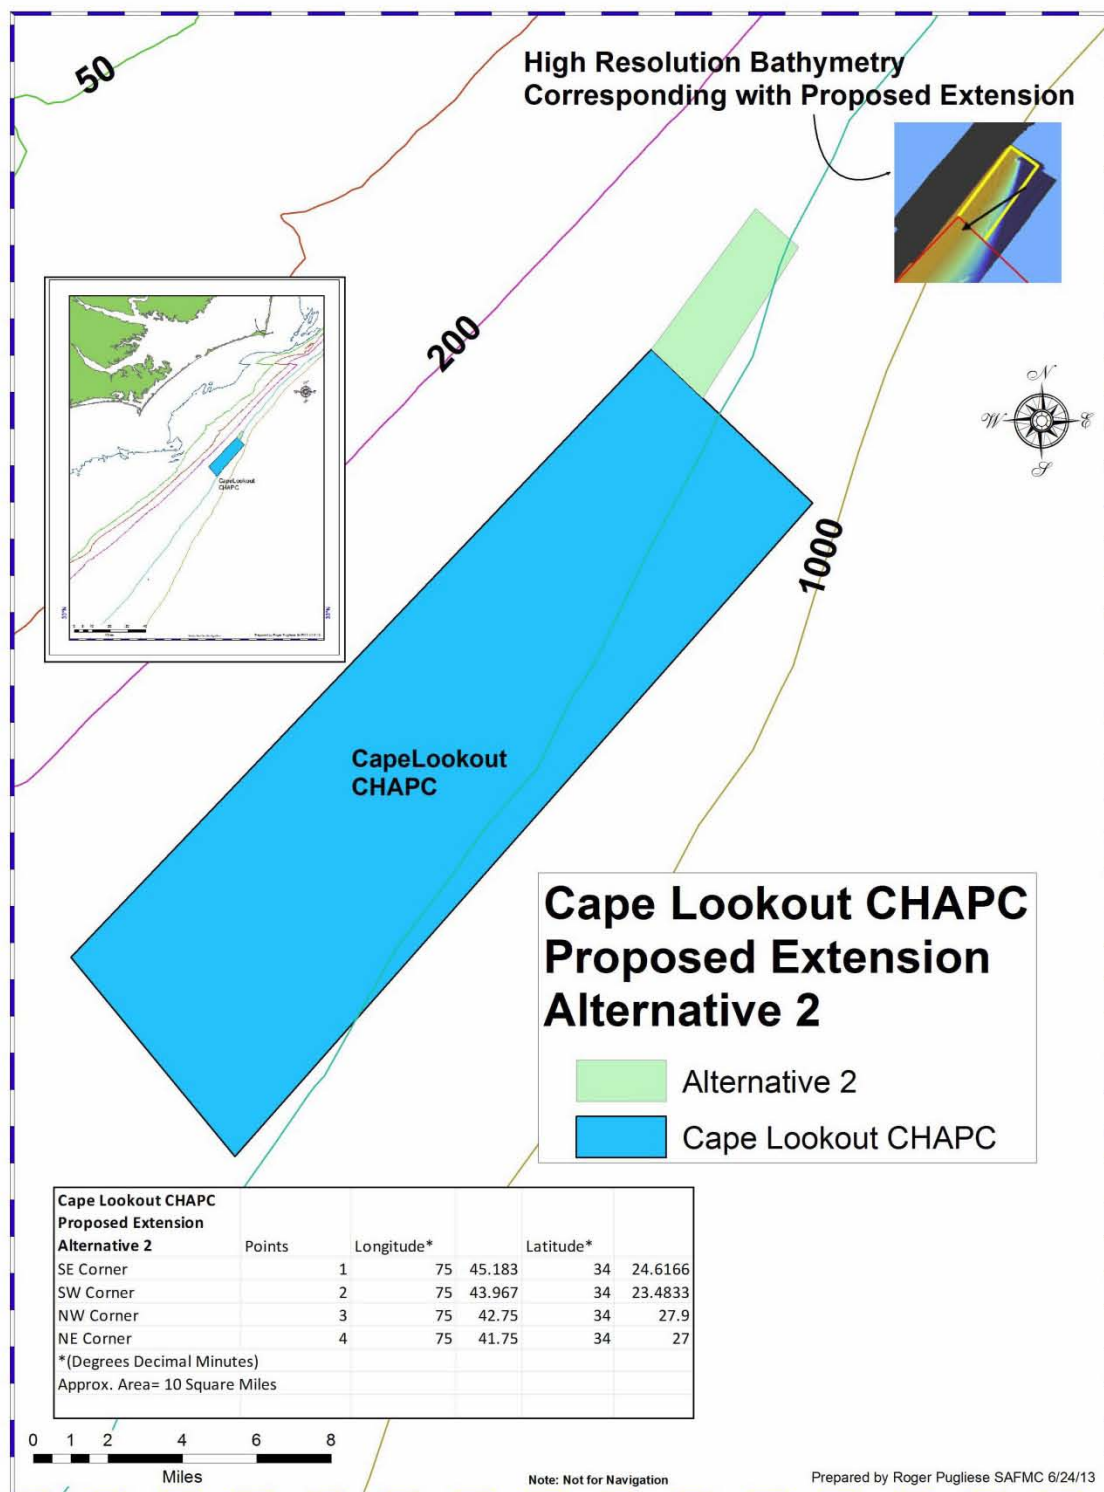 50
High Resolution Bathymetry
Corresponding with Proposed Extension
200
N
W E
S
CapeLookout
CHAPC
1000
CapeLookout
CHAPC
Cape Lookout CHAPC
Proposed Extension
Alternative 2
Alternative 2
Cape Lookout CHAPC
Cape Lookout CHAPC
Proposed Extension
Alternative 2 Points Longitude* Latitude*
SE Corner 1 75 45.183 34 24.6166
SW Corner 2 75 43.967 34 23.4833
NW Corner 3 75 42.75 34 27.9
NE Corner 4 75 41.75 34 27
*(Degrees Decimal Minutes)
Approx. Area= 10 Square Miles
0 1 2 4 6 8
Miles
Note: Not for Navigation
Prepared by Roger Pugliese SAFMC 6/24/13